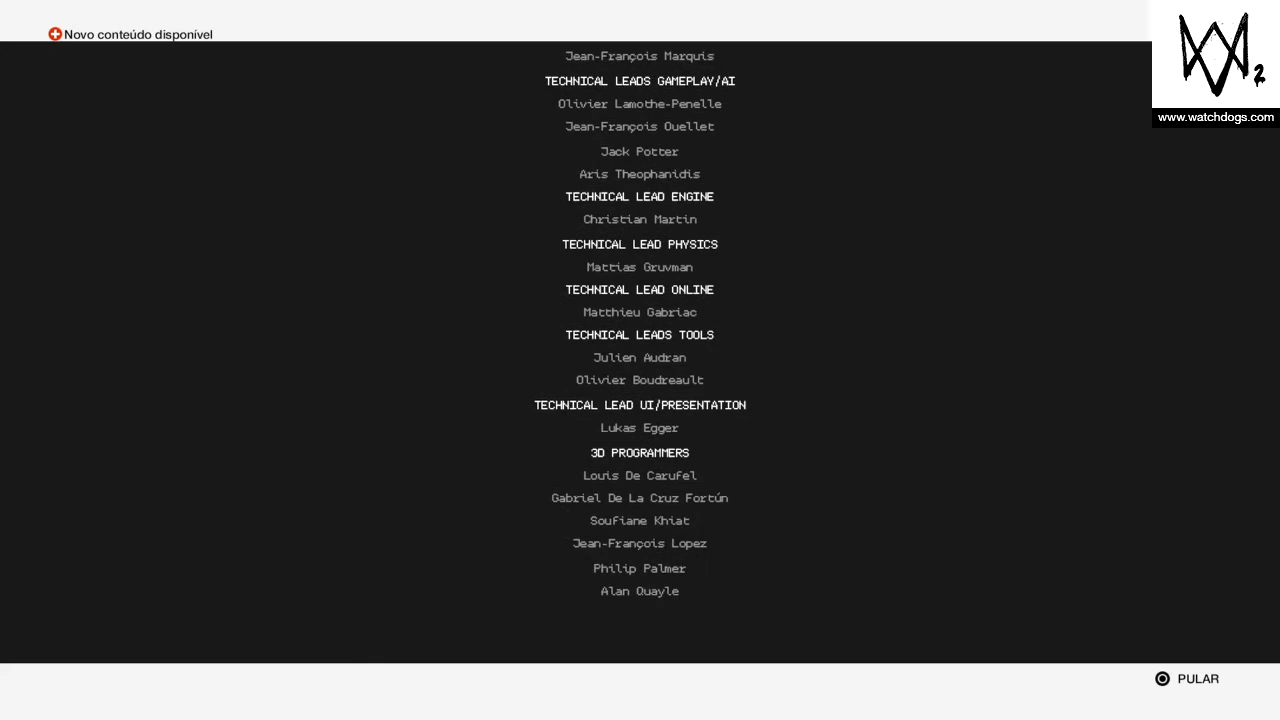 Novo conteúdo disponível
2
www.watchdogs.com
Jean-François Marquis
TECHNICAL LEADS GAMEPLAY/AI
Olivier Lamothe-Penelle
Jean-François Ouellet
Jack Potter
Aris Theophanidis
TECHNICAL LEAD ENGINE
Christian Martin
TECHNICAL LEAD PHYSICS
Mattias Gruvman
TECHNICAL LEAD ONLINE
Matthieu Gabriac
TECHNICAL LEADS TOOLS
Julien Audran
Olivier Boudreault
TECHNICAL LEAD UI/PRESENTATION
Lukas Egger
3D PROGRAMMERS
Louis De Carufel
Gabriel De La Cruz Fortún
Soufiane Khiat
Jean-François Lopez
Philip Palmer
Alan Quayle
PULAR